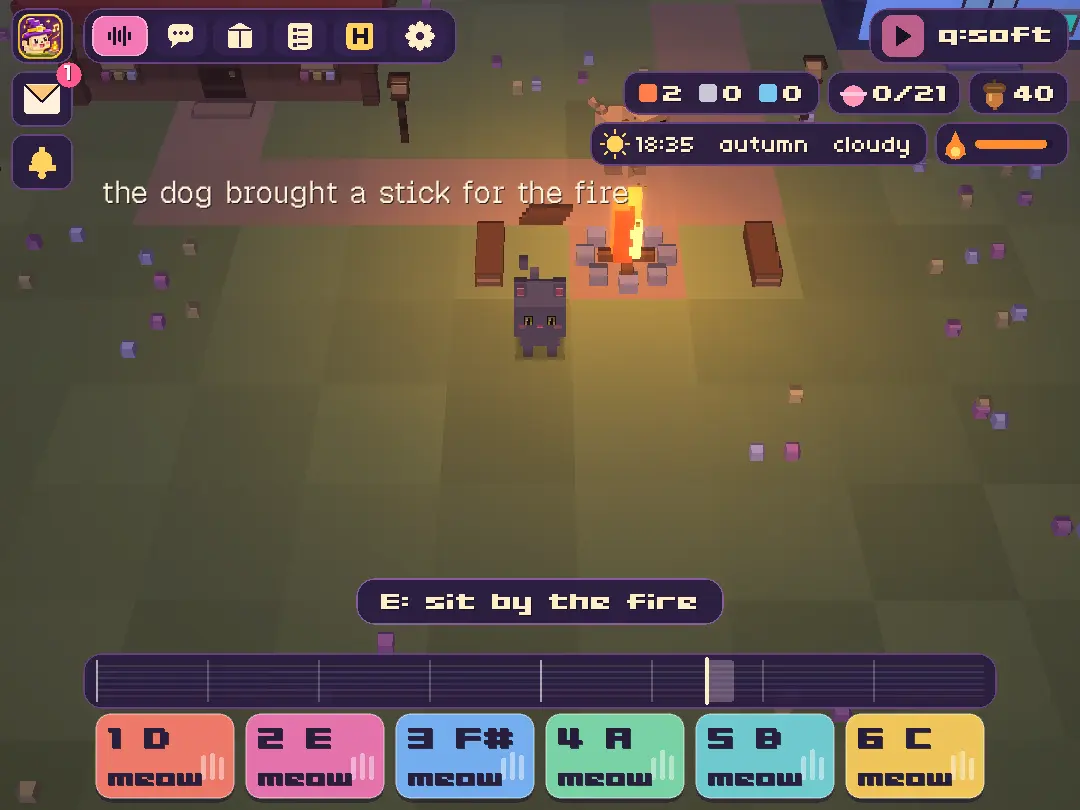 H
q:soft
1
2 0 0
0/21
40
18:35 autumn cloudy
the dog brought a stick for the fire
E: sit by the fire
1 D
meow
2 E
meow
3 F#
meow
4 A
meow
5 B
meow
6 C
meow